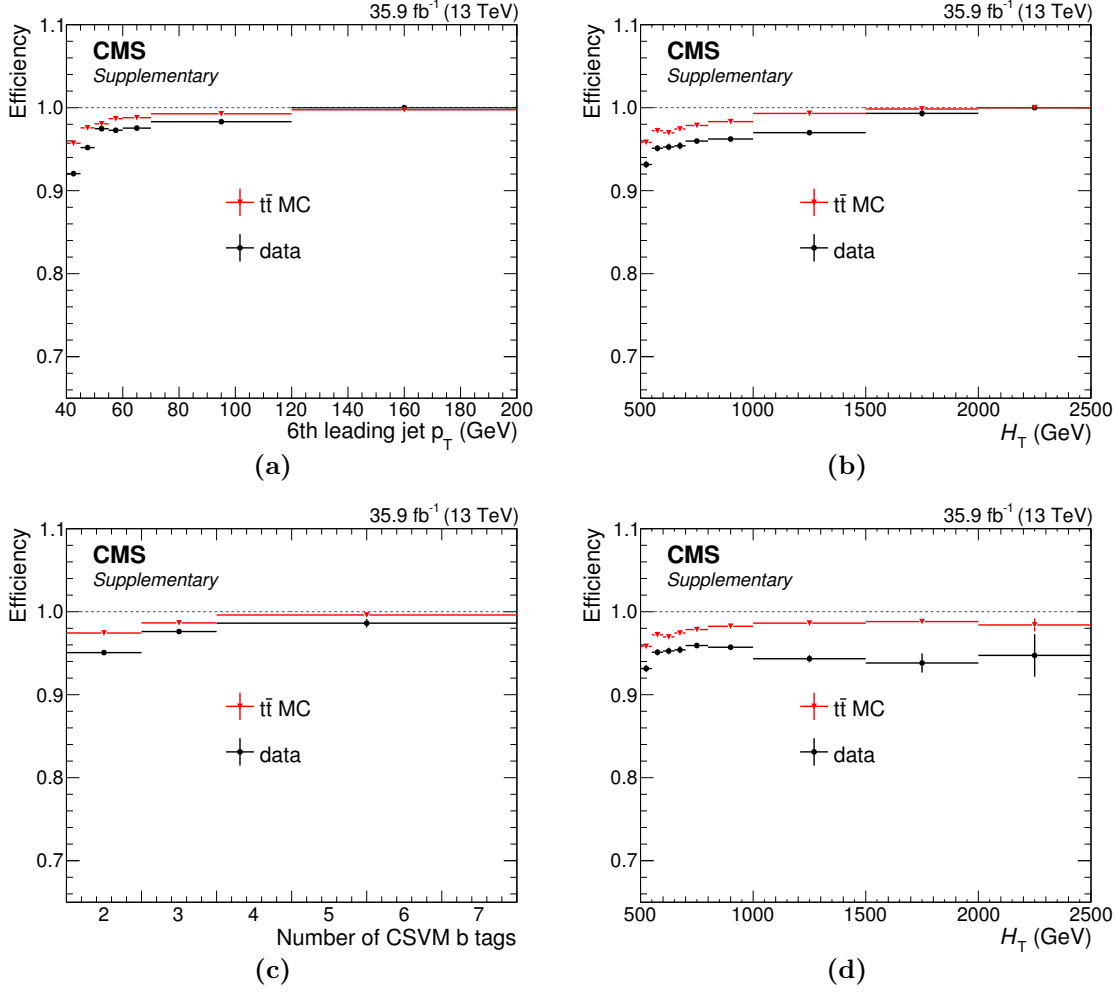 35.9 fb⁻¹ (13 TeV)
Efficiency
1.1
1.0
0.9
0.8
0.7
CMS
Supplementary
tt̄ MC
data
40 60 80 100 120 140 160 180 200
6th leading jet p_T (GeV)
(a)
35.9 fb⁻¹ (13 TeV)
Efficiency
1.1
1.0
0.9
0.8
0.7
CMS
Supplementary
tt̄ MC
data
500 1000 1500 2000 2500
H_T (GeV)
(b)
35.9 fb⁻¹ (13 TeV)
Efficiency
1.1
1.0
0.9
0.8
0.7
CMS
Supplementary
tt̄ MC
data
2 3 4 5 6 7
Number of CSVM b tags
(c)
35.9 fb⁻¹ (13 TeV)
Efficiency
1.1
1.0
0.9
0.8
0.7
CMS
Supplementary
tt̄ MC
data
500 1000 1500 2000 2500
H_T (GeV)
(d)